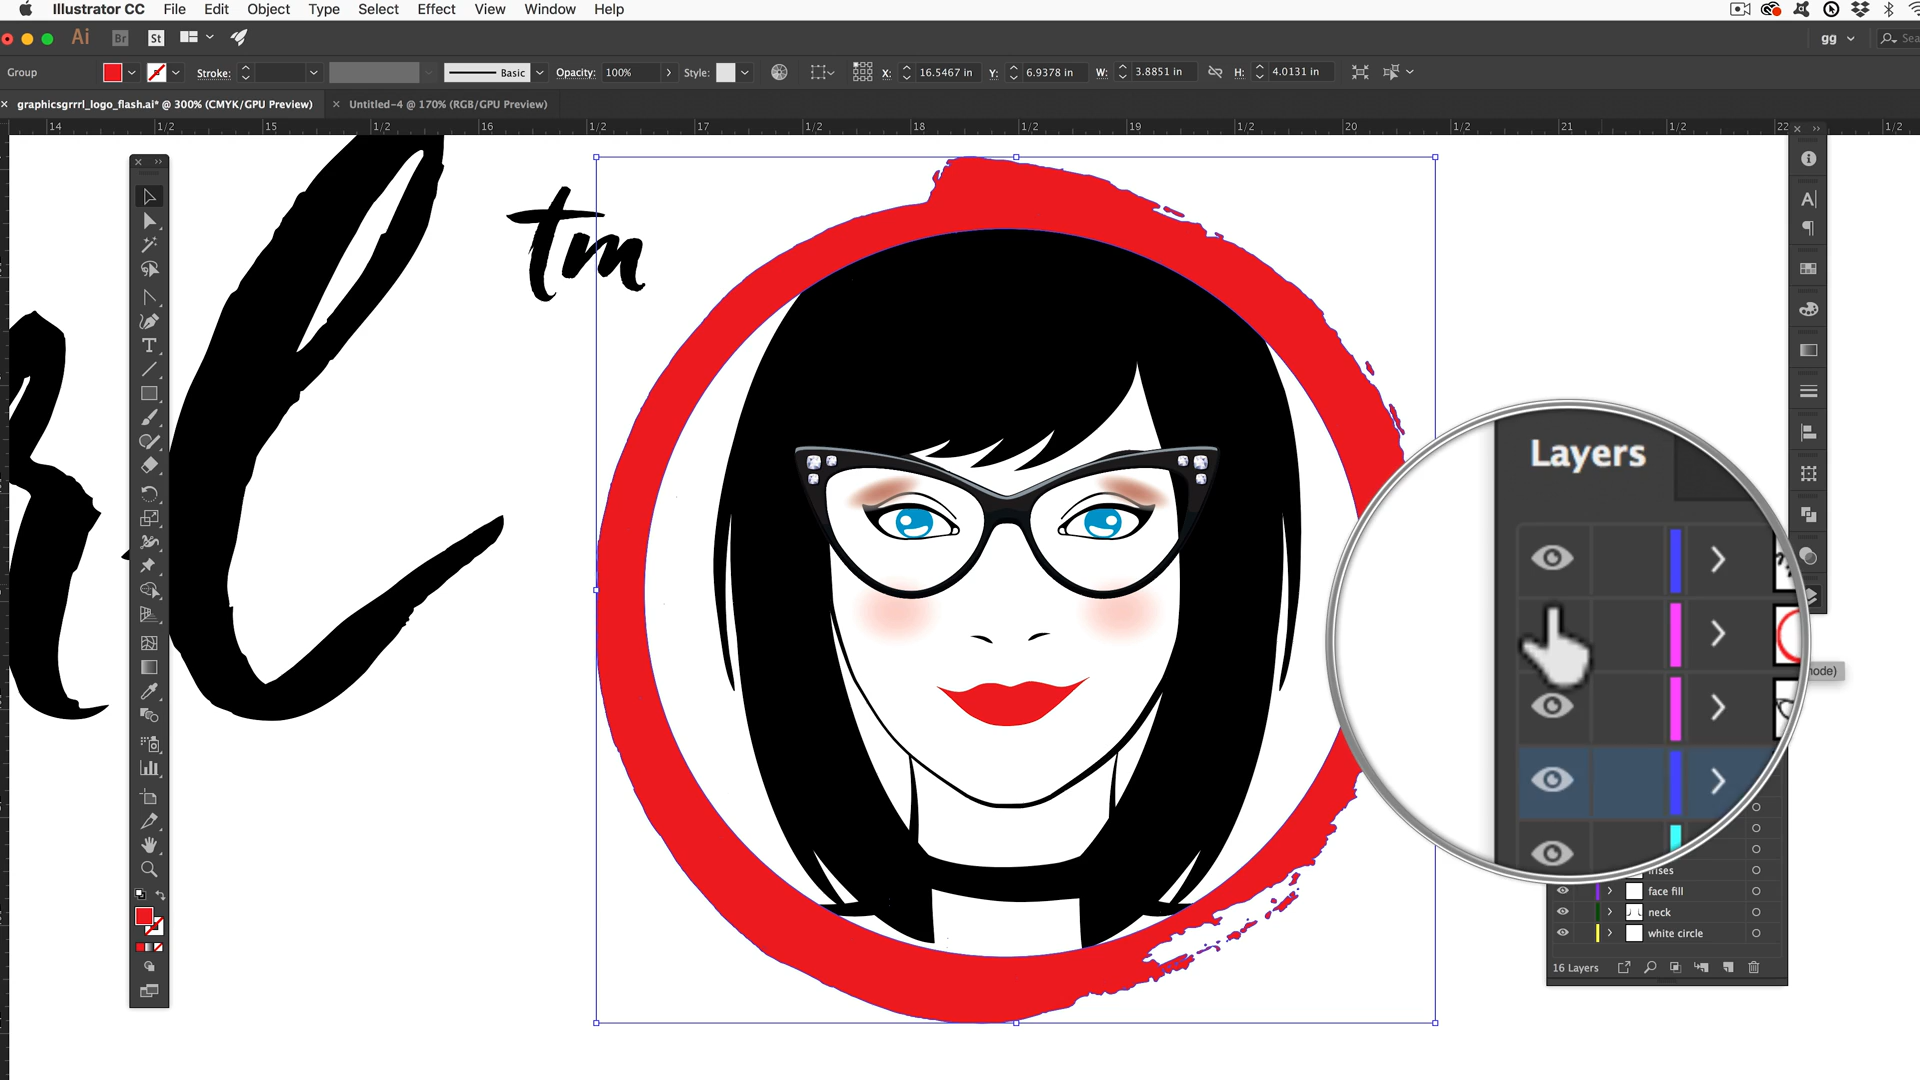 Illustrator CC File Edit Object Type Select Effect View Window Help
Ai Br St gg
Group Stroke: Basic Opacity: 100% Style: X: 16.5467 in Y: 6.9378 in W: 3.8851 in H: 4.0131 in
× graphicsgrrrl_logo_flash.ai* @ 300% (CMYK/GPU Preview) × Untitled-4 @ 170% (RGB/GPU Preview)
14 1/2 15 1/2 16 1/2 17 1/2 18 1/2 19 1/2 20 1/2 21 1/2 22 1/2
tm
rl
Layers
face fill
neck
white circle
16 Layers